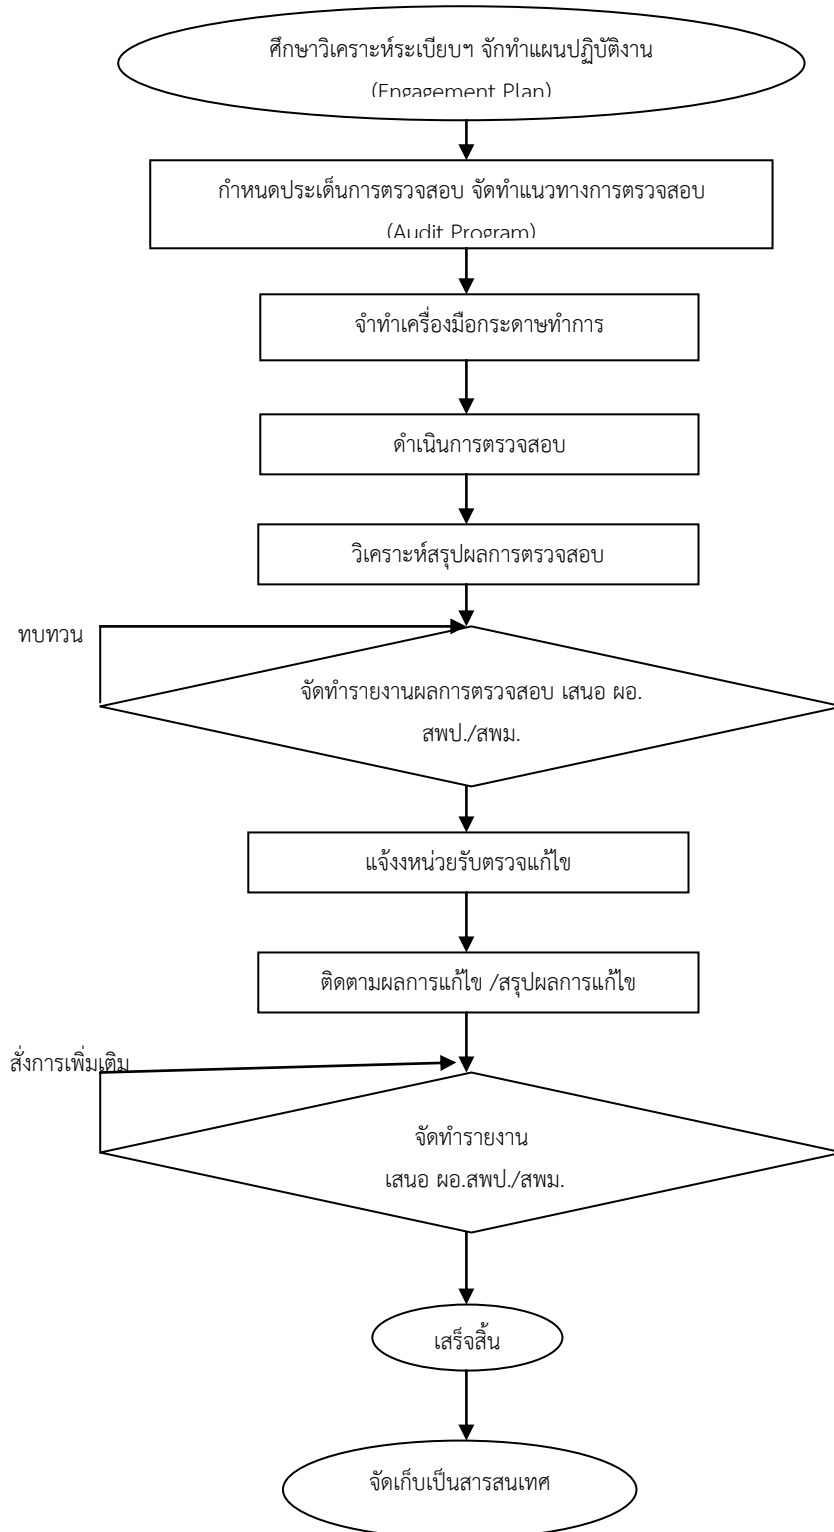 ศึกษาวิเคราะห์ระเบียบฯ จักทำแผนปฏิบัติงาน
(Engagement Plan)
กำหนดประเด็นการตรวจสอบ จัดทำแนวทางการตรวจสอบ
(Audit Program)
จำทำเครื่องมือกระดาษทำการ
ดำเนินการตรวจสอบ
วิเคราะห์สรุปผลการตรวจสอบ
ทบทวน
จัดทำรายงานผลการตรวจสอบ เสนอ ผอ.
สพป./สพม.
แจ้งงหน่วยรับตรวจแก้ไข
ติดตามผลการแก้ไข /สรุปผลการแก้ไข
สั่งการเพิ่มเติม
จัดทำรายงาน
เสนอ ผอ.สพป./สพม.
เสร็จสิ้น
จัดเก็บเป็นสารสนเทศ